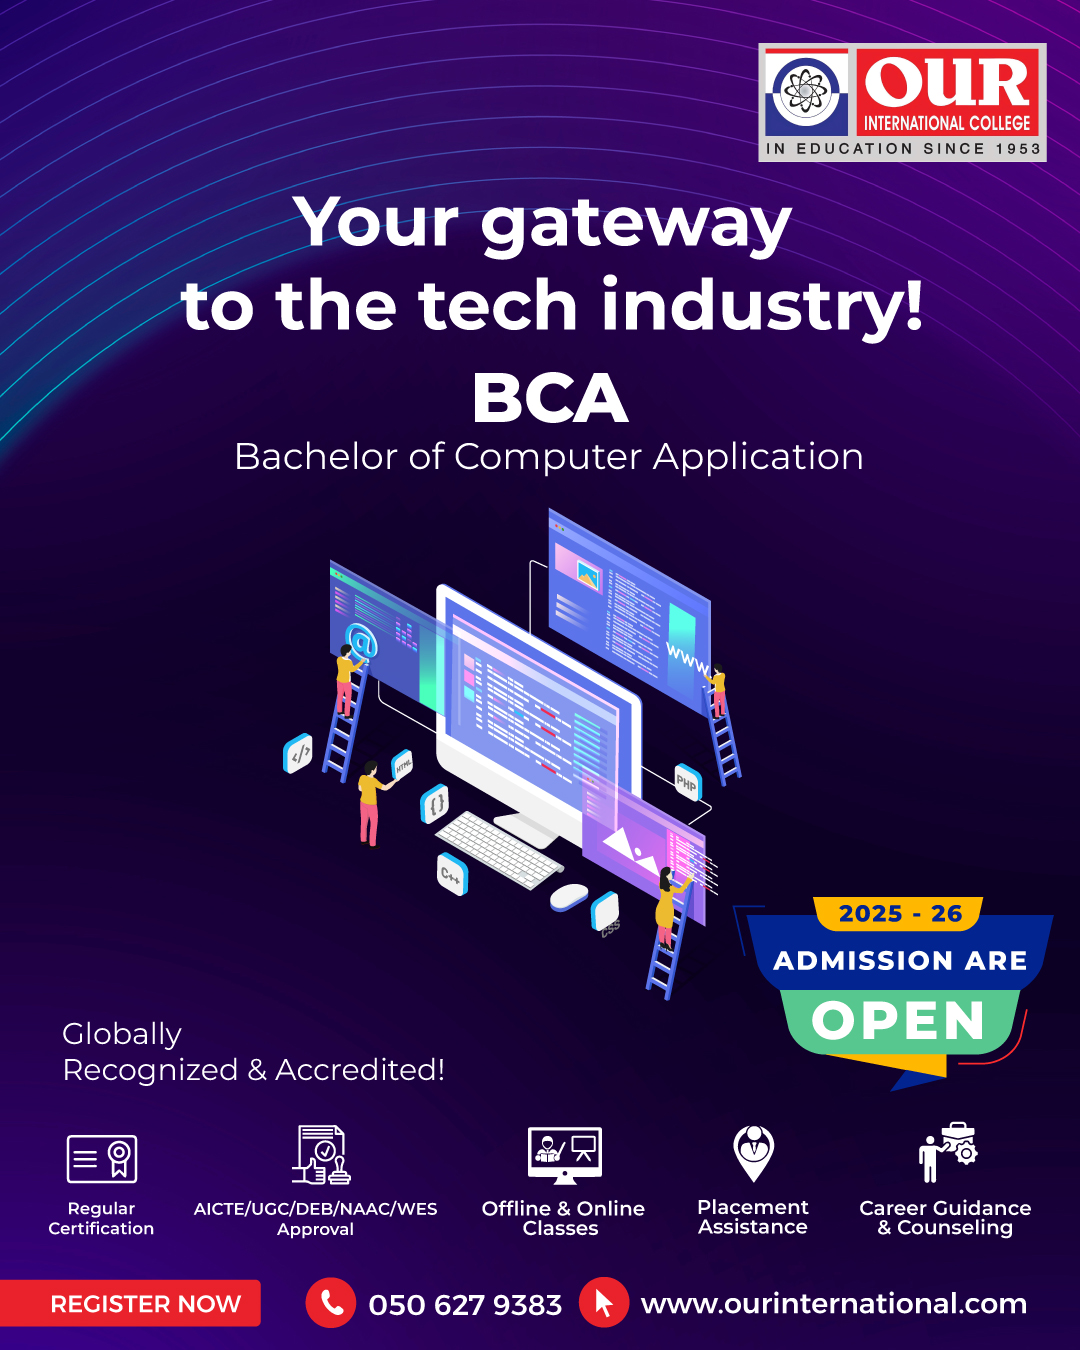 OUR
INTERNATIONAL COLLEGE
IN EDUCATION SINCE 1953
Your gateway
to the tech industry!
BCA
Bachelor of Computer Application
@
www
</>
HTML
{}
PHP
C++
CSS
2025 - 26
ADMISSION ARE
OPEN
Globally
Recognized & Accredited!
Regular
Certification
AICTE/UGC/DEB/NAAC/WES
Approval
Offline & Online
Classes
Placement
Assistance
Career Guidance
& Counseling
REGISTER NOW
050 627 9383
www.ourinternational.com